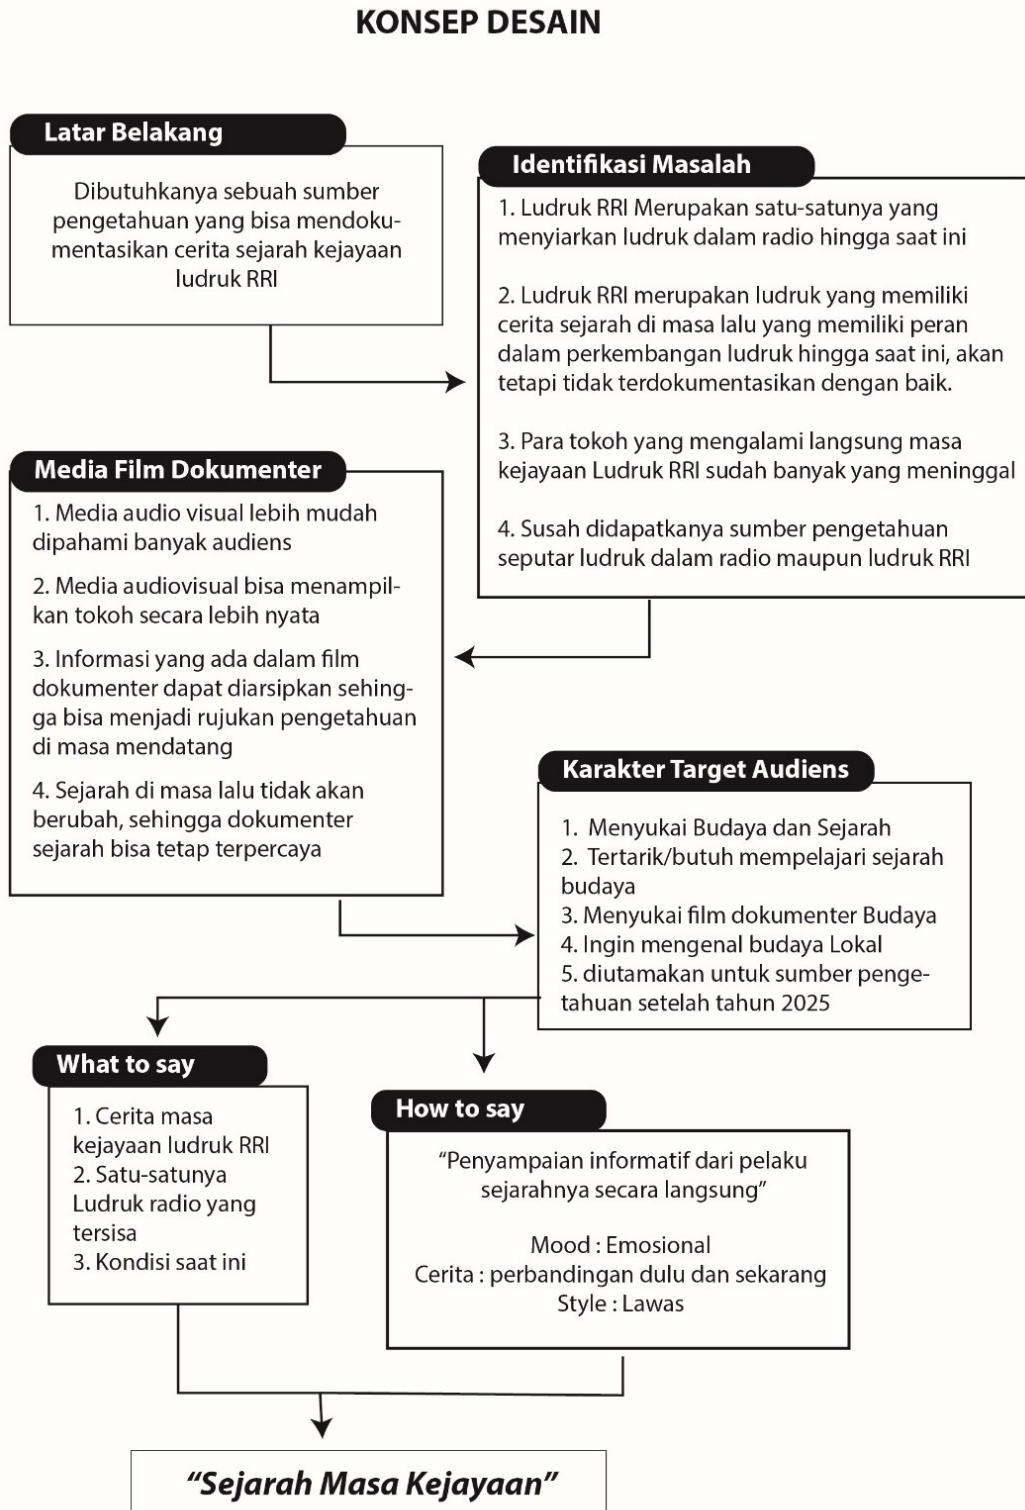 KONSEP DESAIN
Latar Belakang
Dibutuhkanya sebuah sumber
pengetahuan yang bisa mendoku-
mentasikan cerita sejarah kejayaan
ludruk RRI
Identifikasi Masalah
1. Ludruk RRI Merupakan satu-satunya yang
menyiarkan ludruk dalam radio hingga saat ini
2. Ludruk RRI merupakan ludruk yang memiliki
cerita sejarah di masa lalu yang memiliki peran
dalam perkembangan ludruk hingga saat ini, akan
tetapi tidak terdokumentasikan dengan baik.
3. Para tokoh yang mengalami langsung masa
kejayaan Ludruk RRI sudah banyak yang meninggal
4. Susah didapatkanya sumber pengetahuan
seputar ludruk dalam radio maupun ludruk RRI
Media Film Dokumenter
1. Media audio visual lebih mudah
dipahami banyak audiens
2. Media audiovisual bisa menampil-
kan tokoh secara lebih nyata
3. Informasi yang ada dalam film
dokumenter dapat diarsipkan sehing-
ga bisa menjadi rujukan pengetahuan
di masa mendatang
4. Sejarah di masa lalu tidak akan
berubah, sehingga dokumenter
sejarah bisa tetap terpercaya
Karakter Target Audiens
1. Menyukai Budaya dan Sejarah
2. Tertarik/butuh mempelajari sejarah
budaya
3. Menyukai film dokumenter Budaya
4. Ingin mengenal budaya Lokal
5. diutamakan untuk sumber penge-
tahuan setelah tahun 2025
What to say
1. Cerita masa
kejayaan ludruk RRI
2. Satu-satunya
Ludruk radio yang
tersisa
3. Kondisi saat ini
How to say
“Penyampaian informatif dari pelaku
sejarahnya secara langsung”
Mood : Emosional
Cerita : perbandingan dulu dan sekarang
Style : Lawas
“Sejarah Masa Kejayaan”